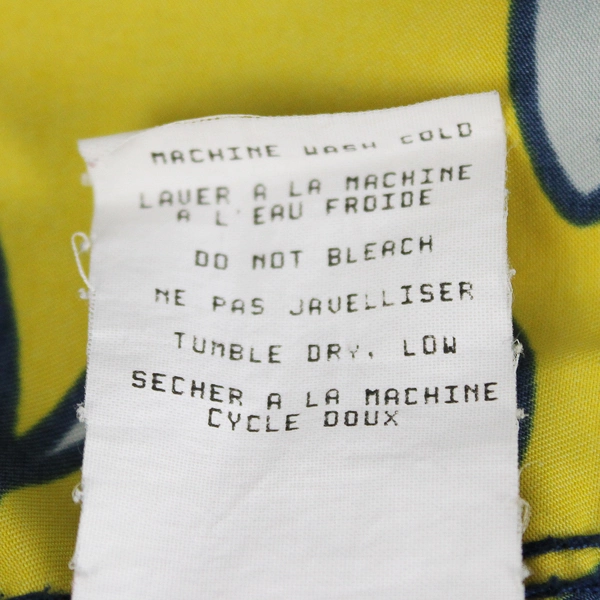 MACHINE WASH COLD
LAVER A LA MACHINE
A L'EAU FROIDE
DO NOT BLEACH
NE PAS JAVELLISER
TUMBLE DRY, LOW
SECHER A LA MACHINE
CYCLE DOUX